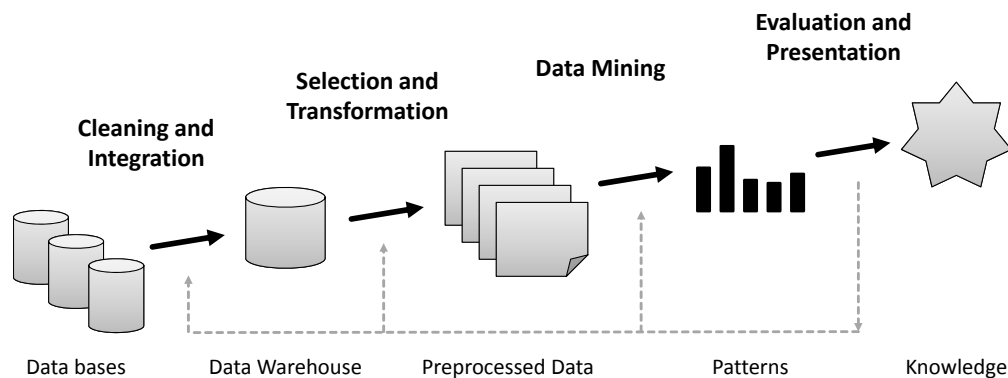 Evaluation and
Presentation
Data Mining
Selection and
Transformation
Cleaning and
Integration
Data bases
Data Warehouse
Preprocessed Data
Patterns
Knowledge